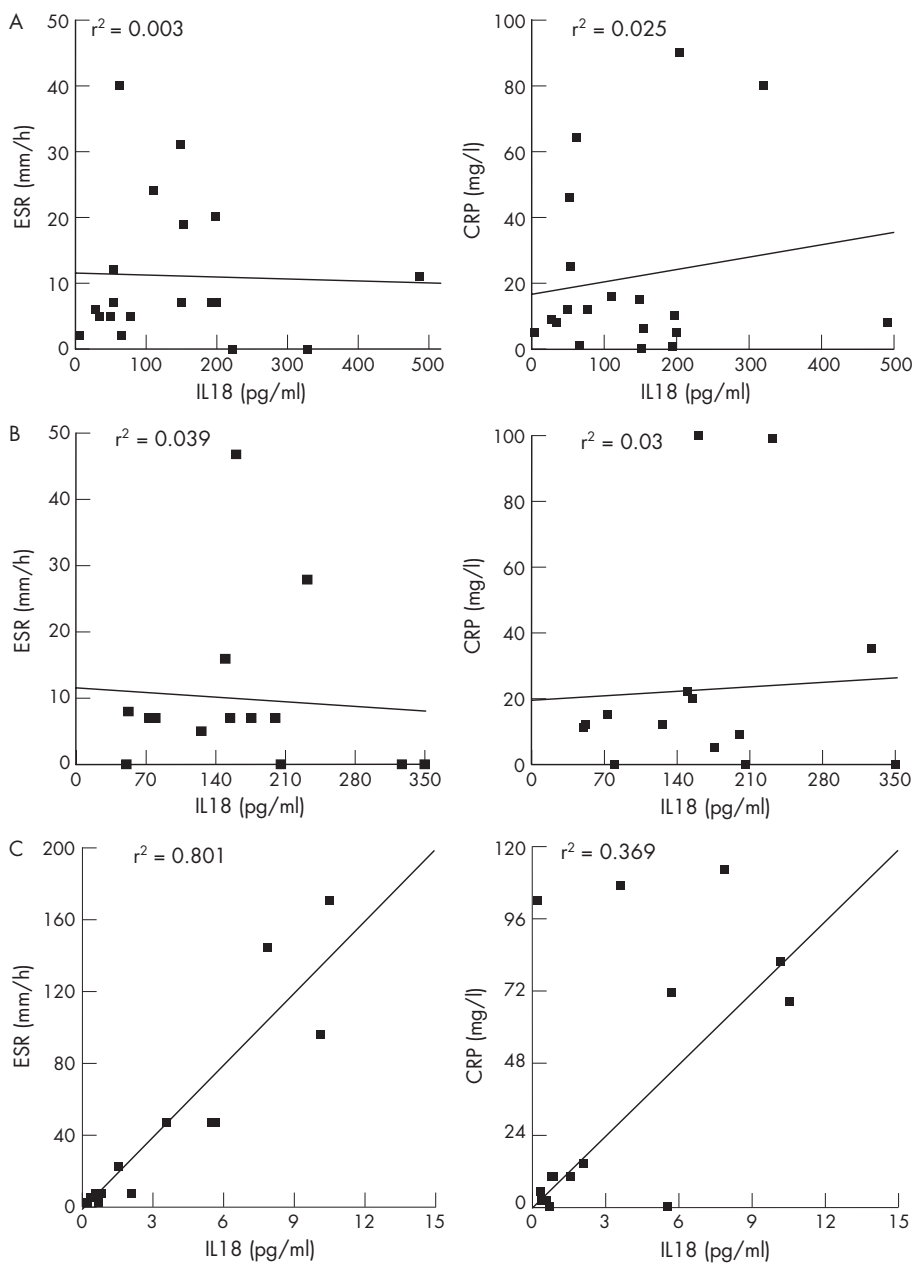 A
r² = 0.003
50
40
30
20
10
0
ESR (mm/h)
0 100 200 300 400 500
IL18 (pg/ml)
r² = 0.025
100
80
60
40
20
0
CRP (mg/l)
0 100 200 300 400 500
IL18 (pg/ml)
B
r² = 0.039
50
40
30
20
10
0
ESR (mm/h)
0 70 140 210 280 350
IL18 (pg/ml)
r² = 0.03
100
80
60
40
20
0
CRP (mg/l)
0 70 140 210 280 350
IL18 (pg/ml)
C
r² = 0.801
200
160
120
80
40
0
ESR (mm/h)
0 3 6 9 12 15
IL18 (pg/ml)
r² = 0.369
120
96
72
48
24
0
CRP (mg/l)
0 3 6 9 12 15
IL18 (pg/ml)